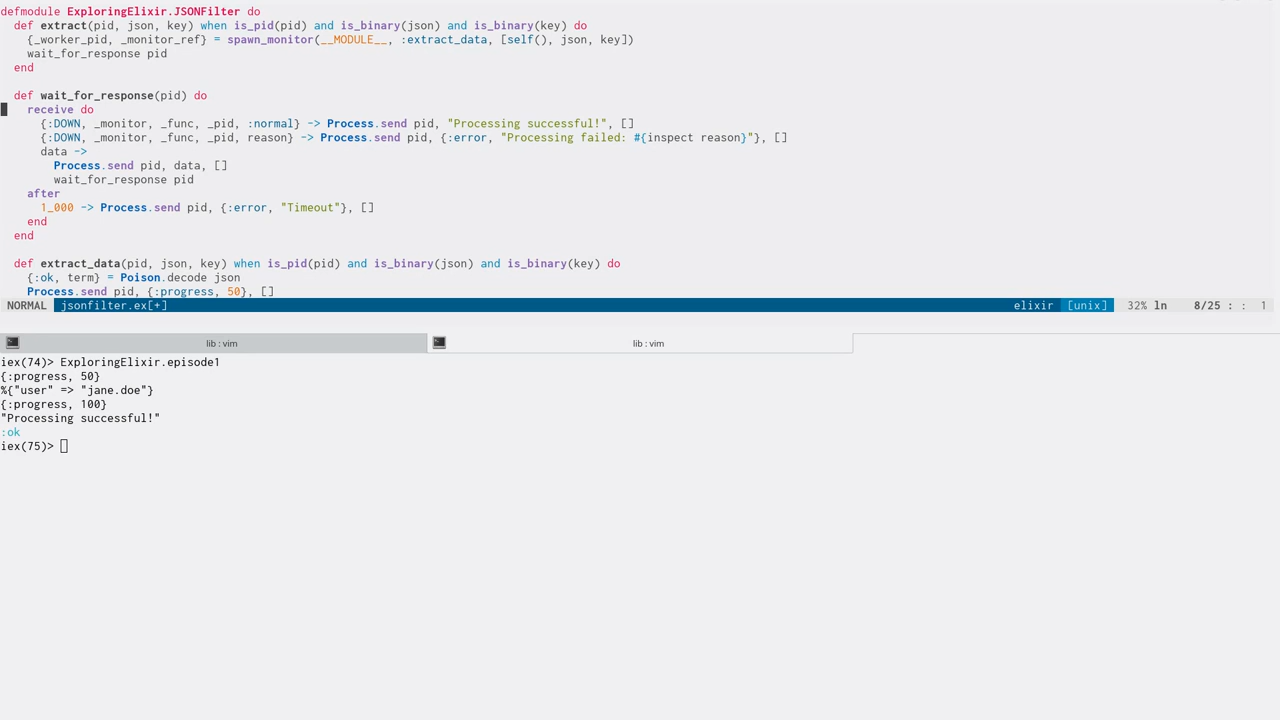 defmodule ExploringElixir.JSONFilter do
  def extract(pid, json, key) when is_pid(pid) and is_binary(json) and is_binary(key) do
    {_worker_pid, _monitor_ref} = spawn_monitor(__MODULE__, :extract_data, [self(), json, key])
    wait_for_response pid
  end

  def wait_for_response(pid) do
    receive do
      {:DOWN, _monitor, _func, _pid, :normal} -> Process.send pid, "Processing successful!", []
      {:DOWN, _monitor, _func, _pid, reason} -> Process.send pid, {:error, "Processing failed: #{inspect reason}"}, []
      data ->
        Process.send pid, data, []
        wait_for_response pid
    after
      1_000 -> Process.send pid, {:error, "Timeout"}, []
    end
  end

  def extract_data(pid, json, key) when is_pid(pid) and is_binary(json) and is_binary(key) do
    {:ok, term} = Poison.decode json
    Process.send pid, {:progress, 50}, []
NORMAL jsonfilter.ex[+] elixir [unix] 32% ln 8/25 : : 1
lib : vim lib : vim
iex(74)> ExploringElixir.episode1
{:progress, 50}
%{"user" => "jane.doe"}
{:progress, 100}
"Processing successful!"
:ok
iex(75)>